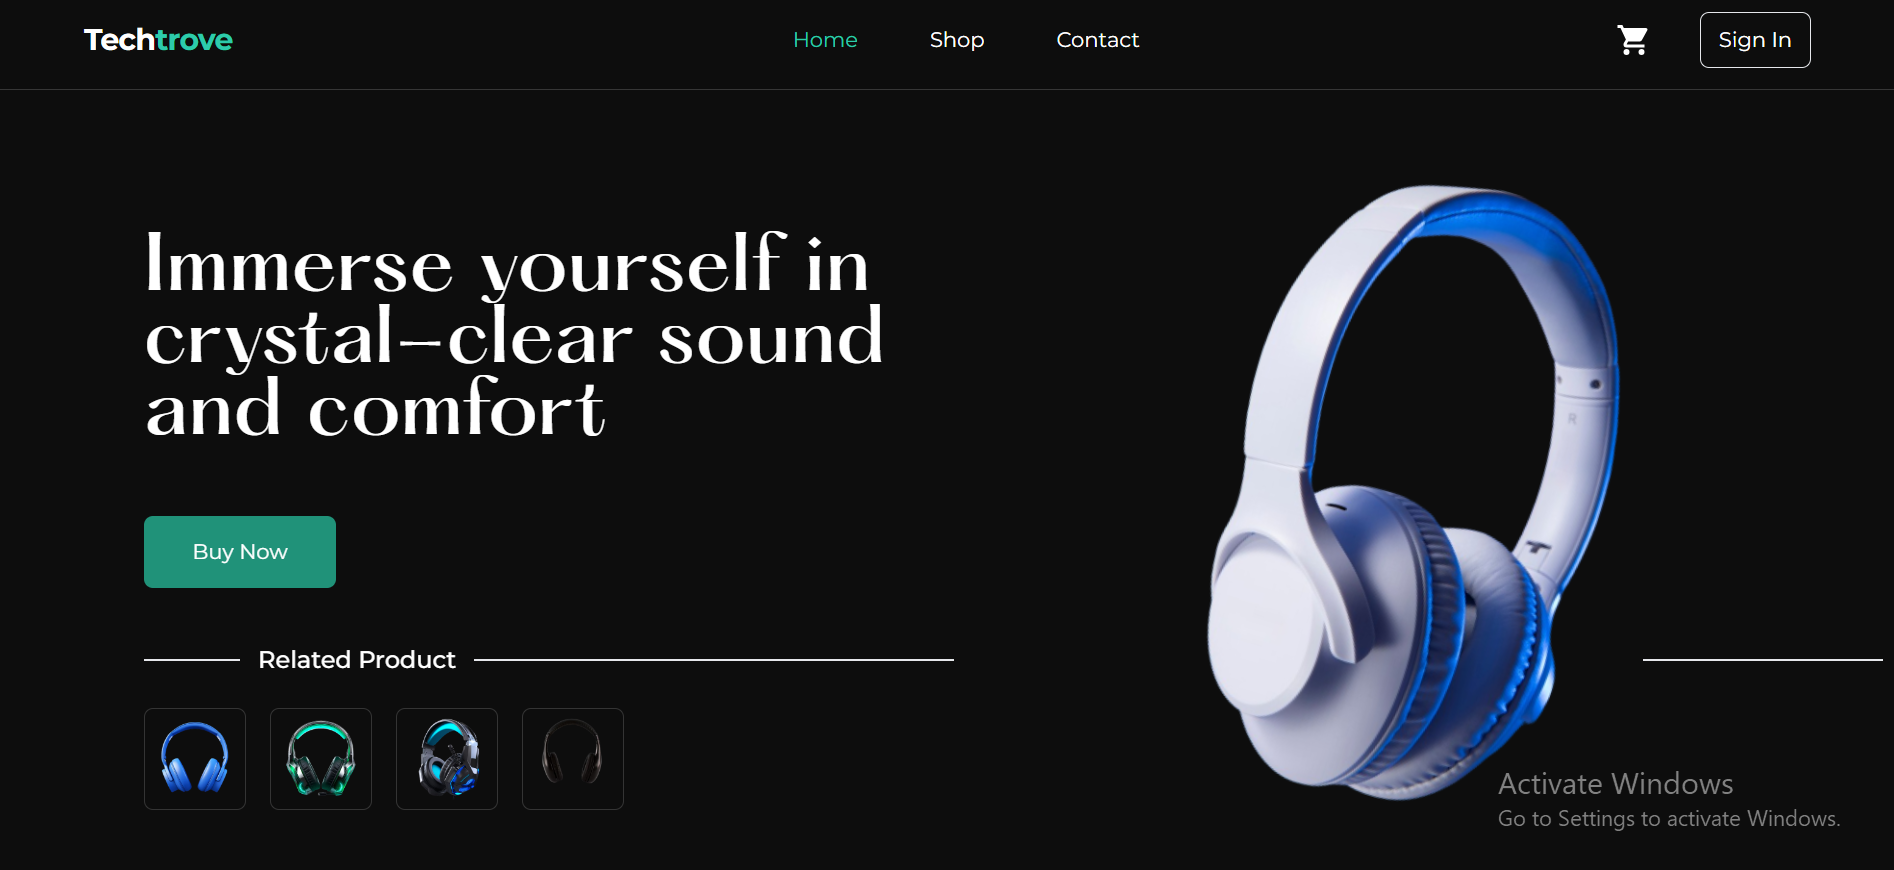 Techtrove
Home
Shop
Contact
Sign In
Immerse yourself in
crystal-clear sound
and comfort
R
Buy Now
Related Product
Activate Windows
Go to Settings to activate Windows.